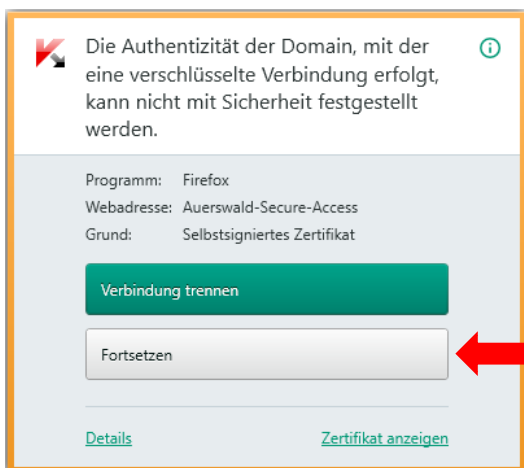 Die Authentizität der Domain, mit der
eine verschlüsselte Verbindung erfolgt,
kann nicht mit Sicherheit festgestellt
werden.
Programm: Firefox
Webadresse: Auerswald-Secure-Access
Grund: Selbstsigniertes Zertifikat
Verbindung trennen
Fortsetzen
Details Zertifikat anzeigen